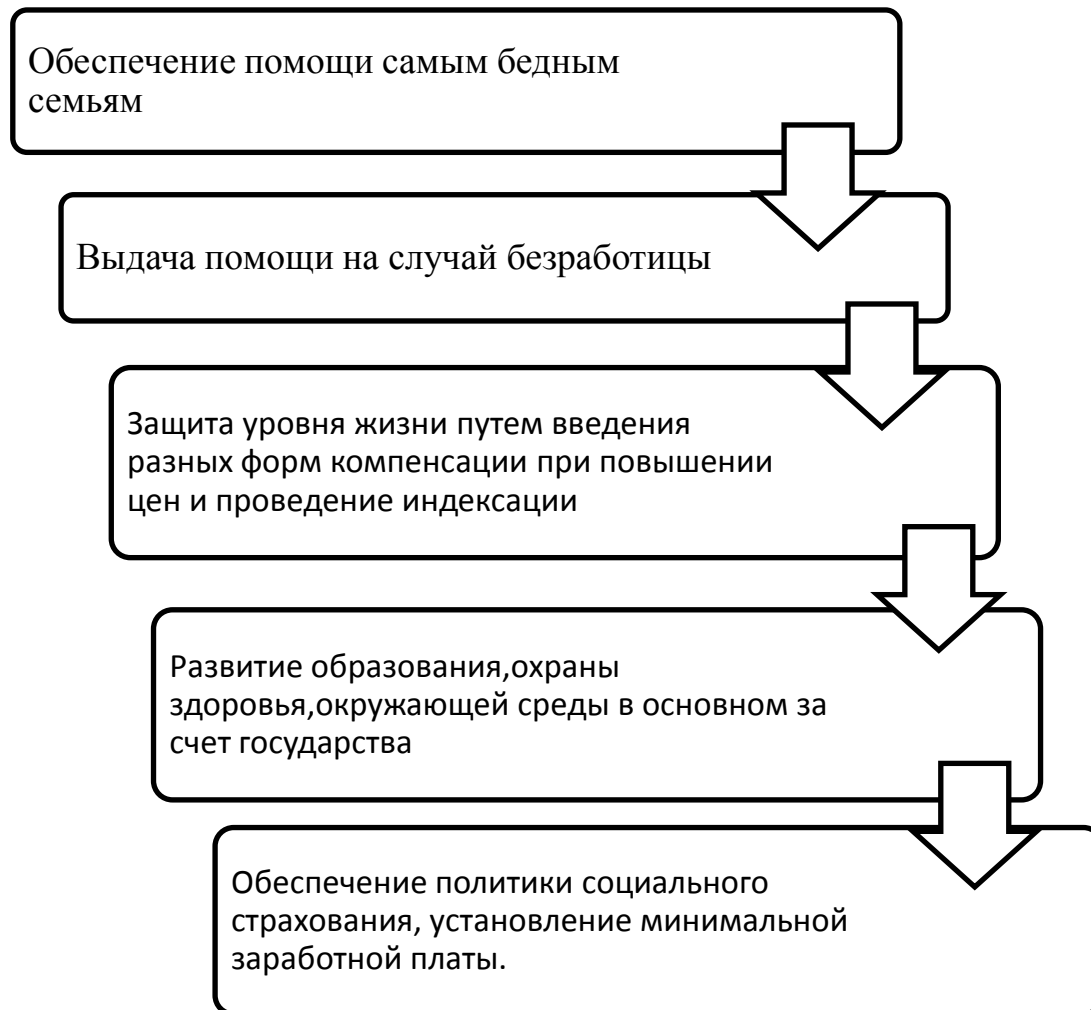 Обеспечение помощи самым бедным
семьям
Выдача помощи на случай безработицы
Защита уровня жизни путем введения
разных форм компенсации при повышении
цен и проведение индексации
Развитие образования,охраны
здоровья,окружающей среды в основном за
счет государства
Обеспечение политики социального
страхования, установление минимальной
заработной платы.